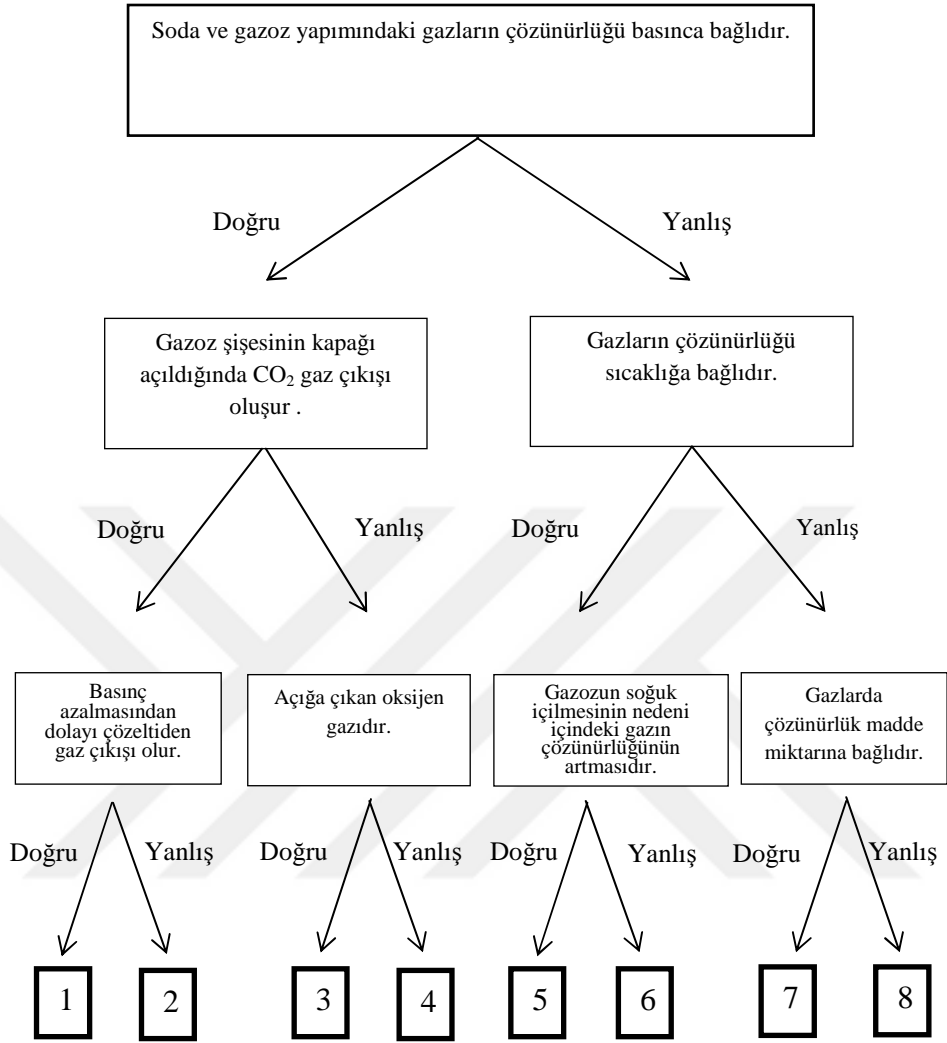 Soda ve gazoz yapımındaki gazların çözünürlüğü basınca bağlıdır.
Doğru
Yanlış
Gazoz şişesinin kapağı
açıldığında CO₂ gaz çıkışı
oluşur .
Gazların çözünürlüğü
sıcaklığa bağlıdır.
Doğru
Yanlış
Doğru
Yanlış
Basınç
azalmasından
dolayı çözeltiden
gaz çıkışı olur.
Açığa çıkan oksijen
gazıdır.
Gazozun soğuk
içilmesinin nedeni
içindeki gazın
çözünürlüğünün
artmasıdır.
Gazlarda
çözünürlük madde
miktarına bağlıdır.
Doğru
Yanlış
Doğru
Yanlış
Doğru
Yanlış
Doğru
Yanlış
1
2
3
4
5
6
7
8